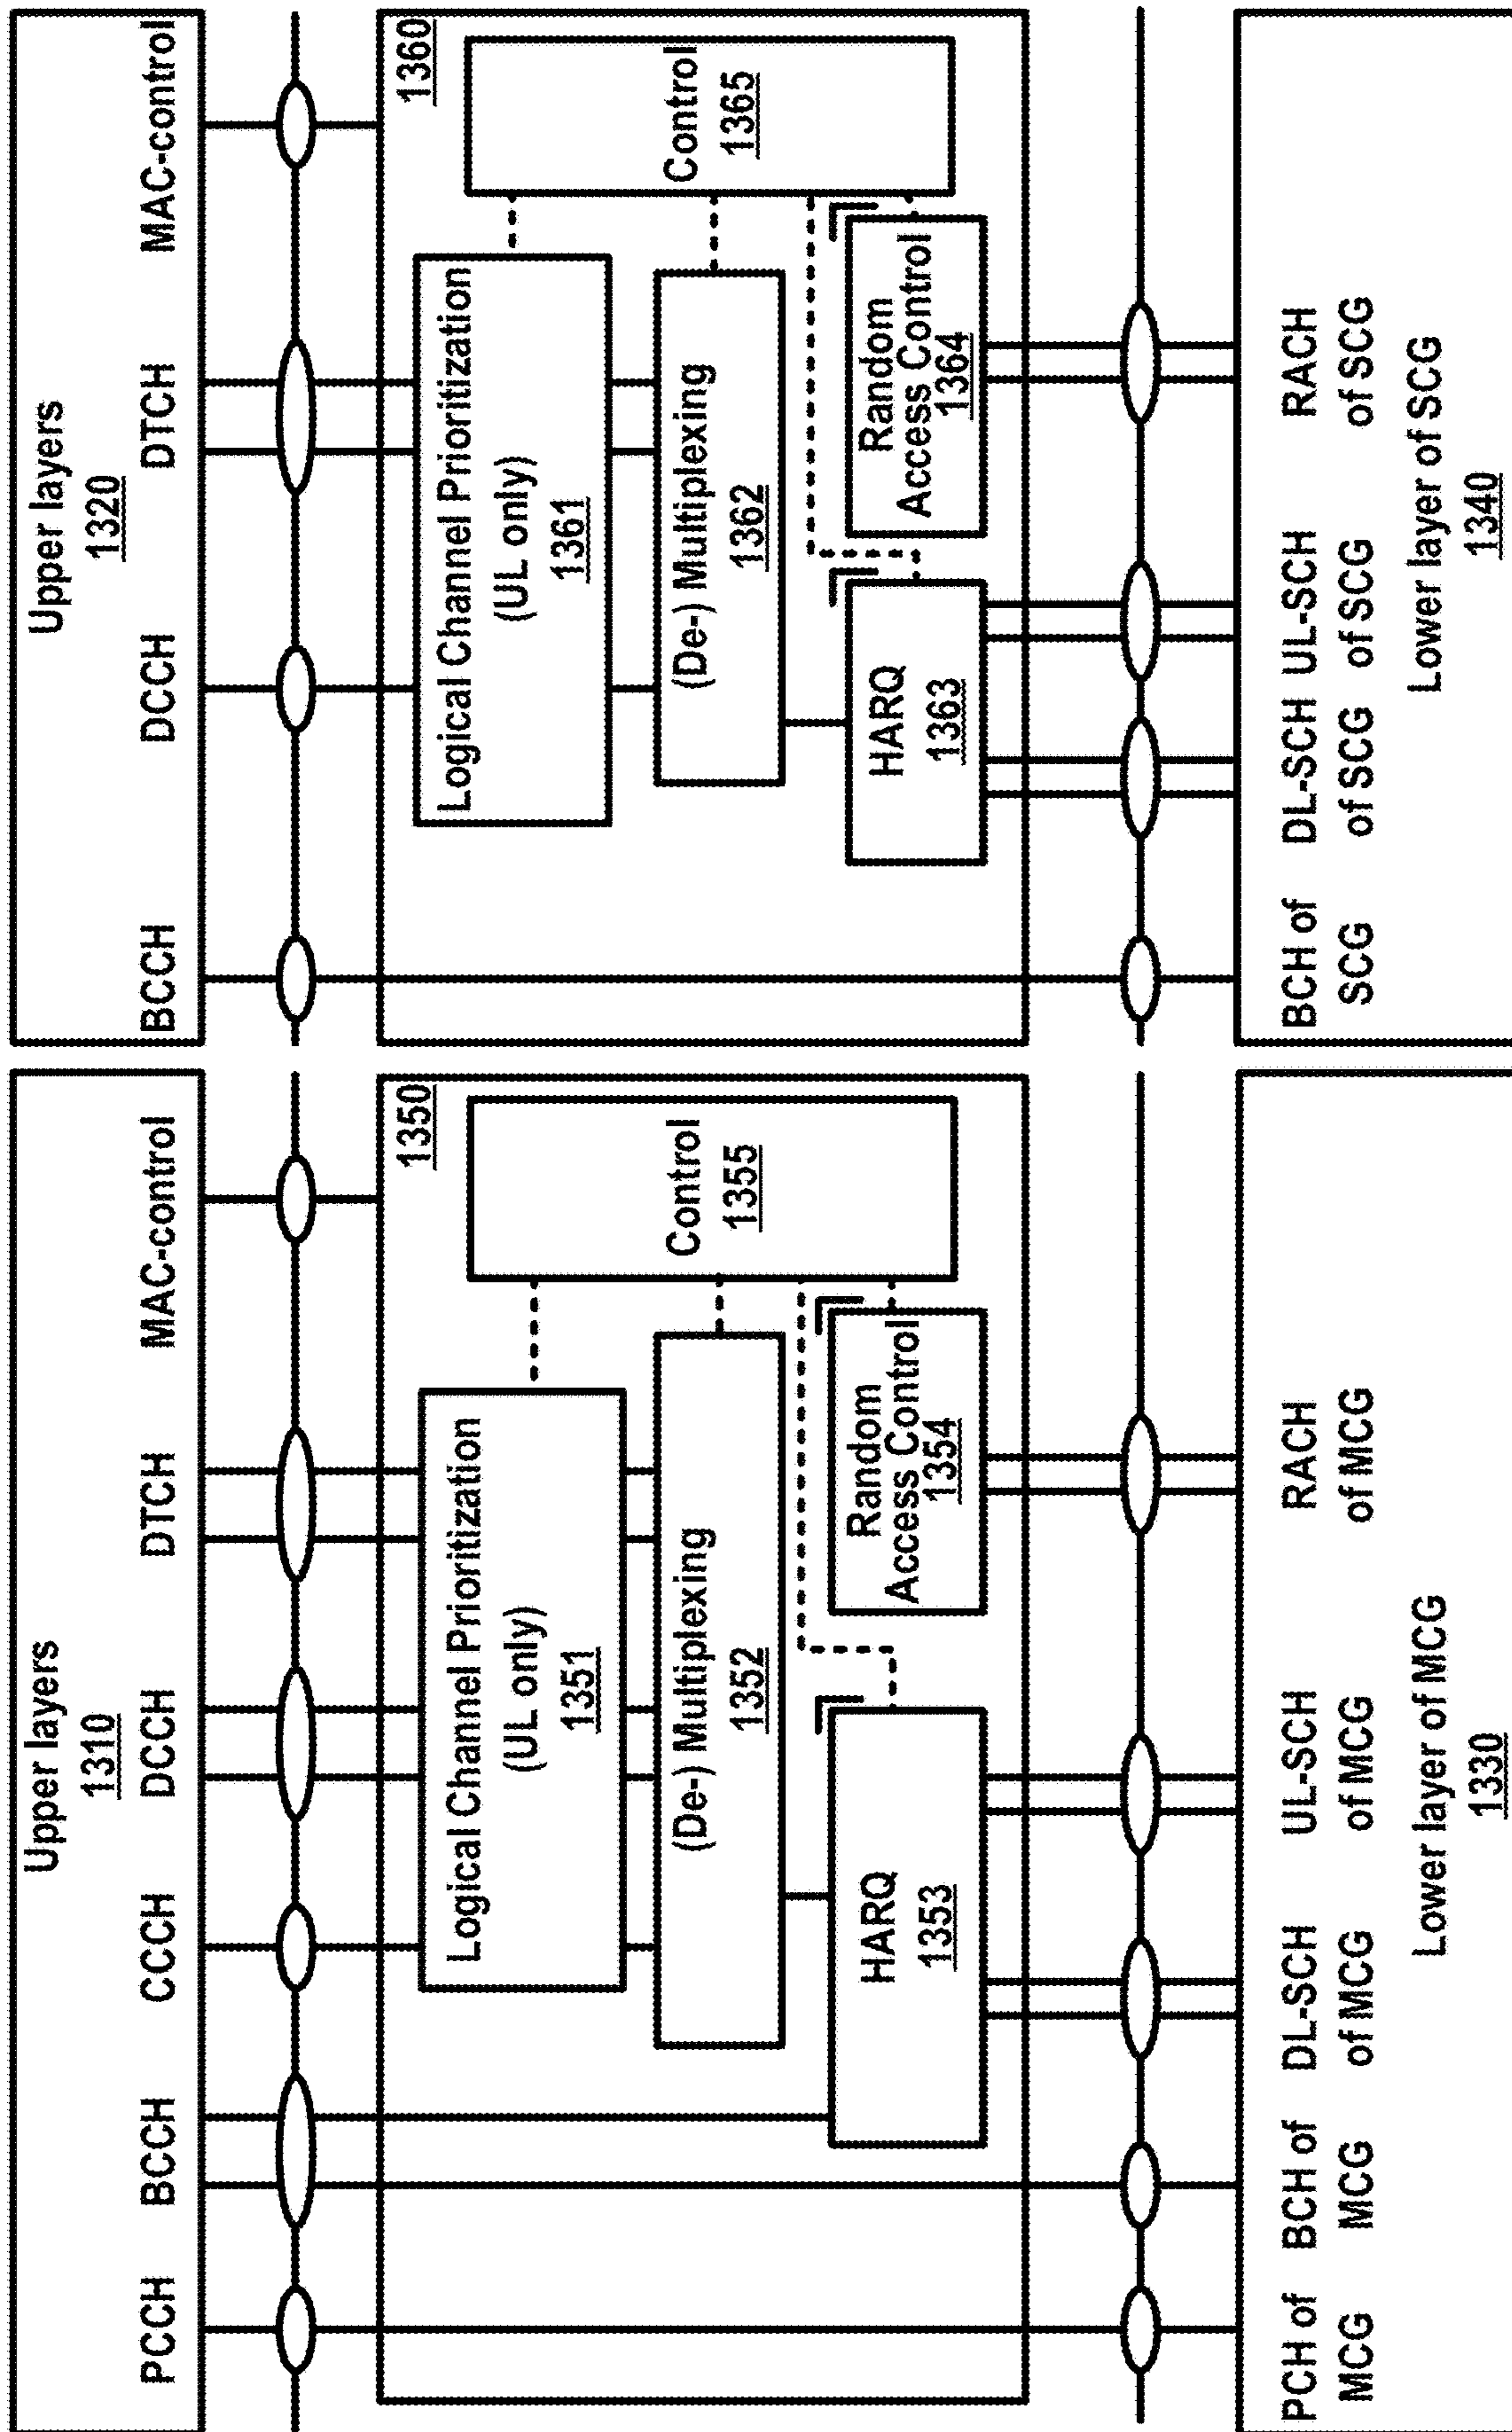 Upper layers
1310
PCCH
BCCH
CCCH
DCCH
DTCH
MAC-control
1350
Logical Channel Prioritization
(UL only)
1351
(De-) Multiplexing
1352
HARQ
1353
Random
Access Control
1354
Control
1355
PCH of
MCG
BCH of
MCG
DL-SCH
of MCG
UL-SCH
of MCG
RACH
of MCG
Lower layer of MCG
1330
Upper layers
1320
BCCH
DCCH
DTCH
MAC-control
1360
Logical Channel Prioritization
(UL only)
1361
(De-) Multiplexing
1362
HARQ
1363
Random
Access Control
1364
Control
1365
BCH of
SCG
DL-SCH
of SCG
UL-SCH
of SCG
RACH
of SCG
Lower layer of SCG
1340